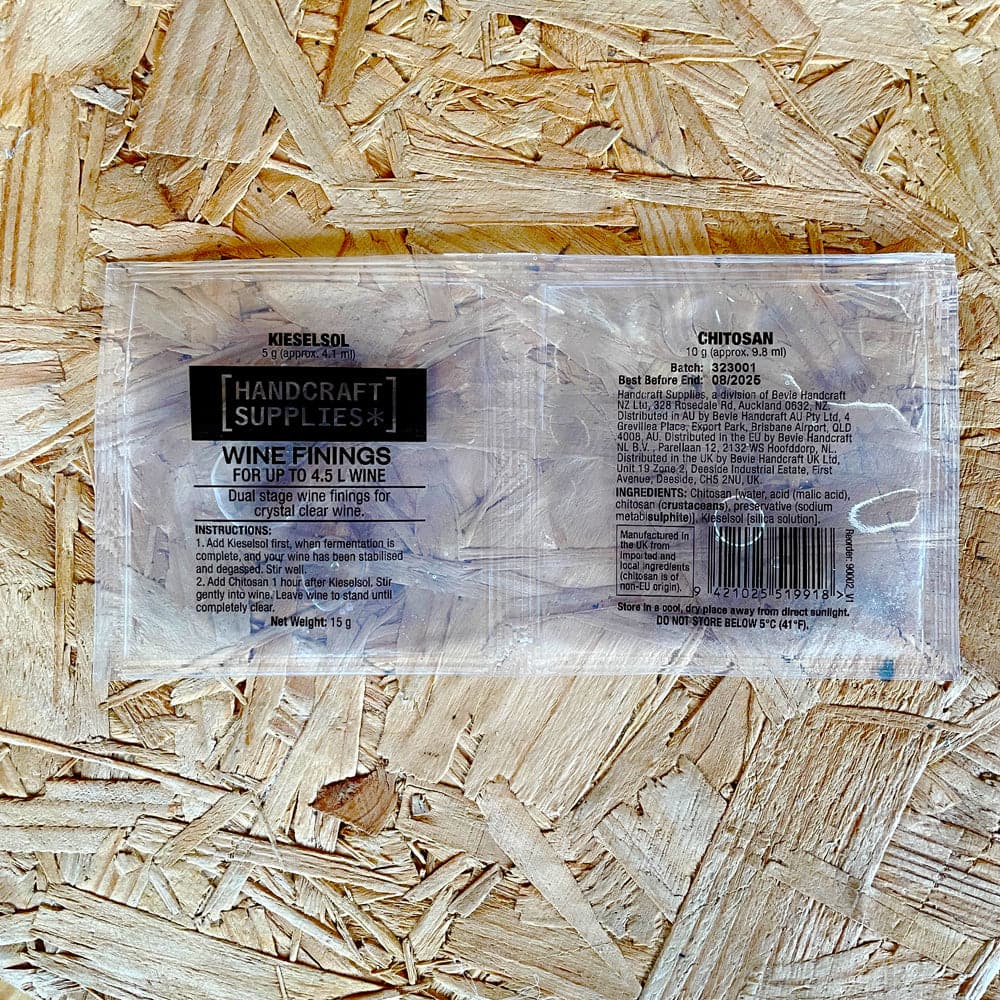 KIESELSOL
5 g (approx. 4.1 ml)
[HANDCRAFT
SUPPLIES*]
WINE FININGS
FOR UP TO 4.5 L WINE
Dual stage wine finings for
crystal clear wine.
INSTRUCTIONS:
1. Add Kieselsol first, when fermentation is
complete, and your wine has been stabilised
and degassed. Stir well.
2. Add Chitosan 1 hour after Kieselsol. Stir
gently into wine. Leave wine to stand until
completely clear.
Net Weight: 15 g
CHITOSAN
10 g (approx. 9.8 ml)
Batch: 323001
Best Before End: 08/2025
Handcraft Supplies, a division of Bevie Handcraft
NZ Ltd, 328 Rosedale Rd, Auckland 0632, NZ.
Distributed in AU by Bevie Handcraft AU Pty Ltd, 4
Grevillea Place, Export Park, Brisbane Airport, QLD
4008, AU. Distributed in the EU by Bevie Handcraft
NL B.V., Parellaan 12, 2132 WS Hoofddorp, NL.
Distributed in the UK by Bevie Handcraft UK Ltd,
Unit 19 Zone 2, Deeside Industrial Estate, First
Avenue, Deeside, CH5 2NU, UK.
INGREDIENTS: Chitosan [water, acid (malic acid),
chitosan (crustaceans), preservative (sodium
metabisulphite)], Kieselsol [silica solution].
Manufactured in
the UK from
imported and
local ingredients
(chitosan is of
non-EU origin).
9 421025 519918 >
Reorder: 90002 V1
Store in a cool, dry place away from direct sunlight.
DO NOT STORE BELOW 5°C (41°F).